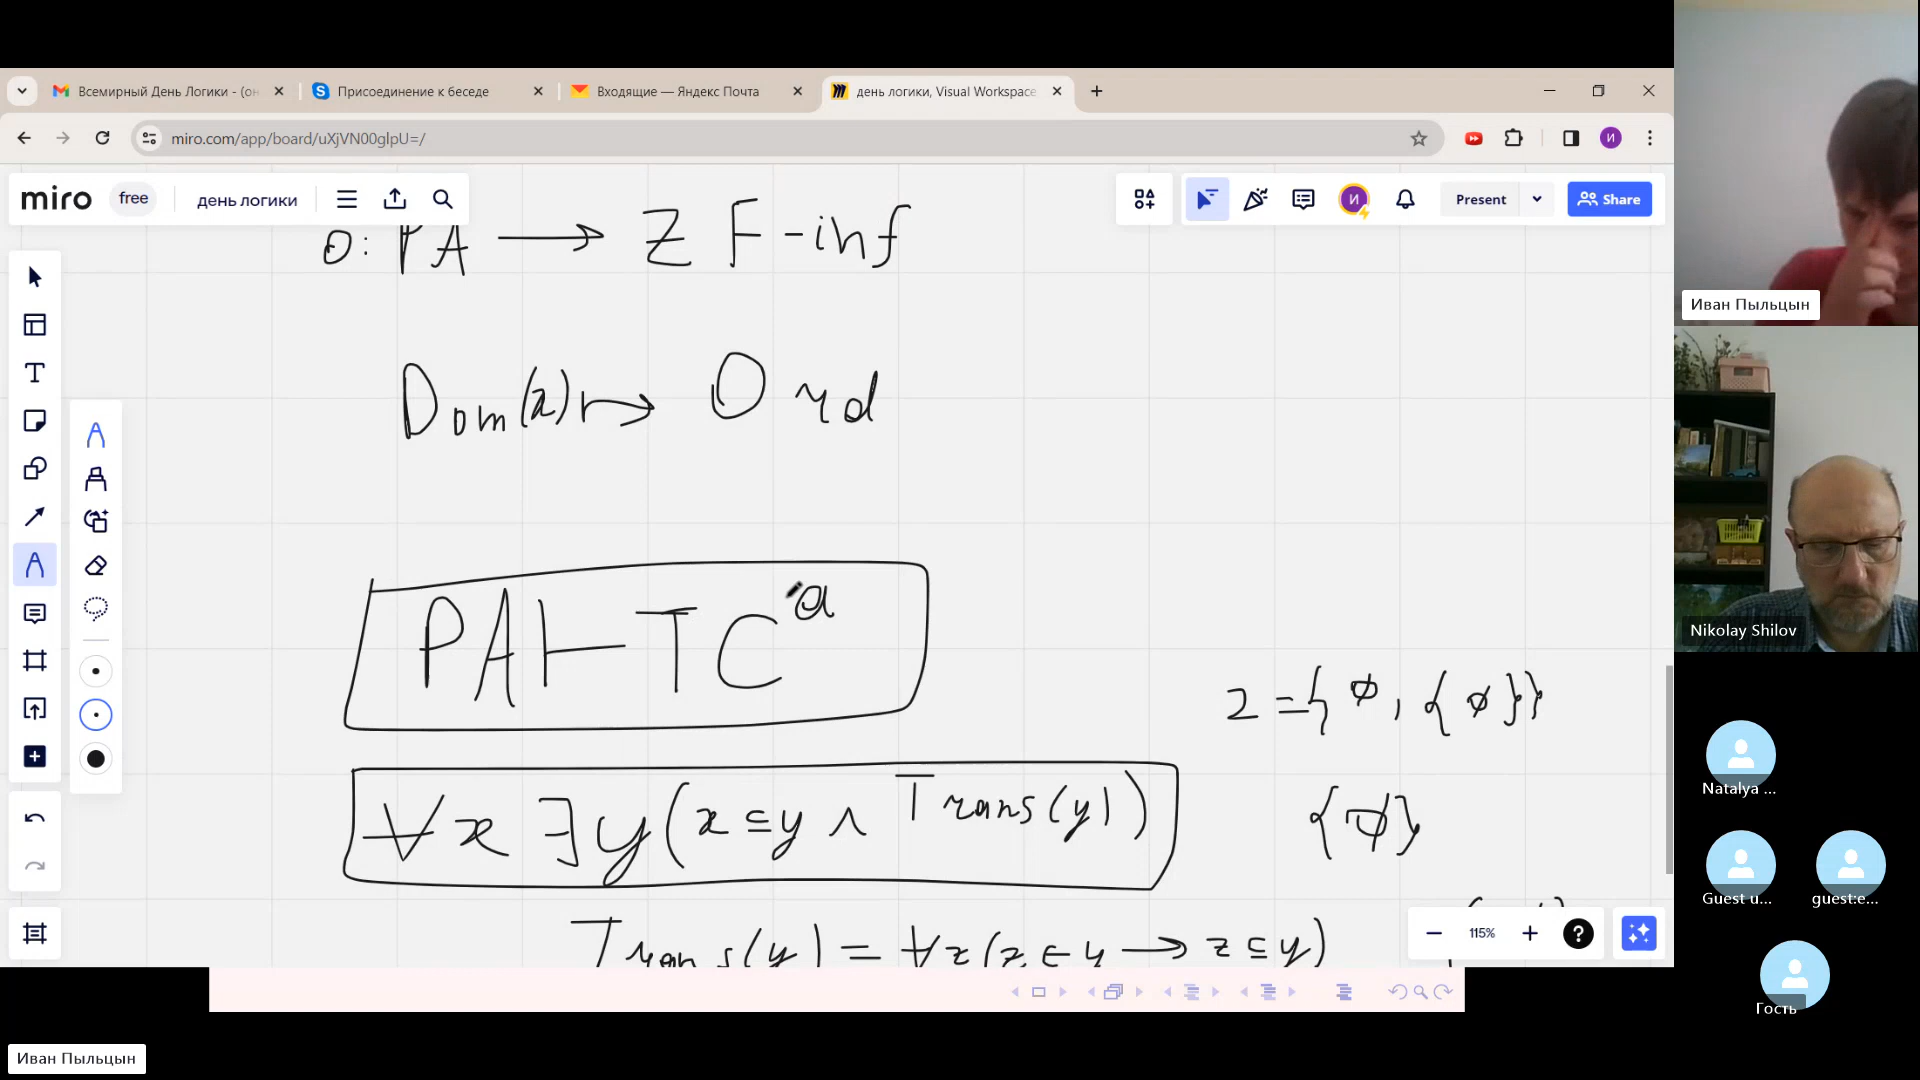 Всемирный День Логики - (он
Присоединение к беседе
Входящие — Яндекс Почта
день логики, Visual Workspace
miro.com/app/board/uXjVN00glpU=/
И
miro
free
день логики
И
Present
Share
σ: PA → ZF-inf
Dom(x) ↦ Ord
PA ⊢ TCᵃ
2 = {∅, {∅}}
∀x ∃y(x ⊆ y ∧ Trans(y))
{∅}
Trans(y) = ∀z(z ∈ y → z ⊆ y)
115%
Иван Пыльцын
Nikolay Shilov
Natalya ...
Guest u...
guest:e...
Гость
Иван Пыльцын